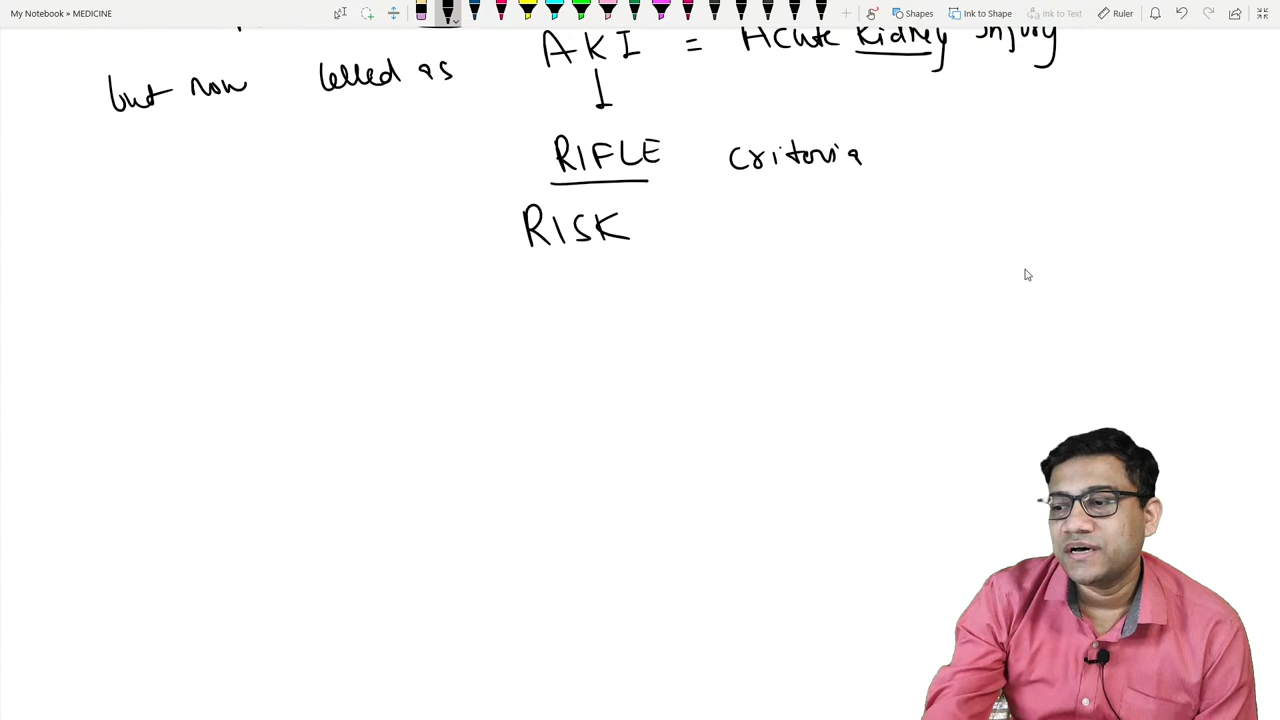 My Notebook » MEDICINE
Shapes Ink to Shape Ink to Text Ruler
AKI = Acute Kidney Injury
but now called as
RIFLE criteria
RISK